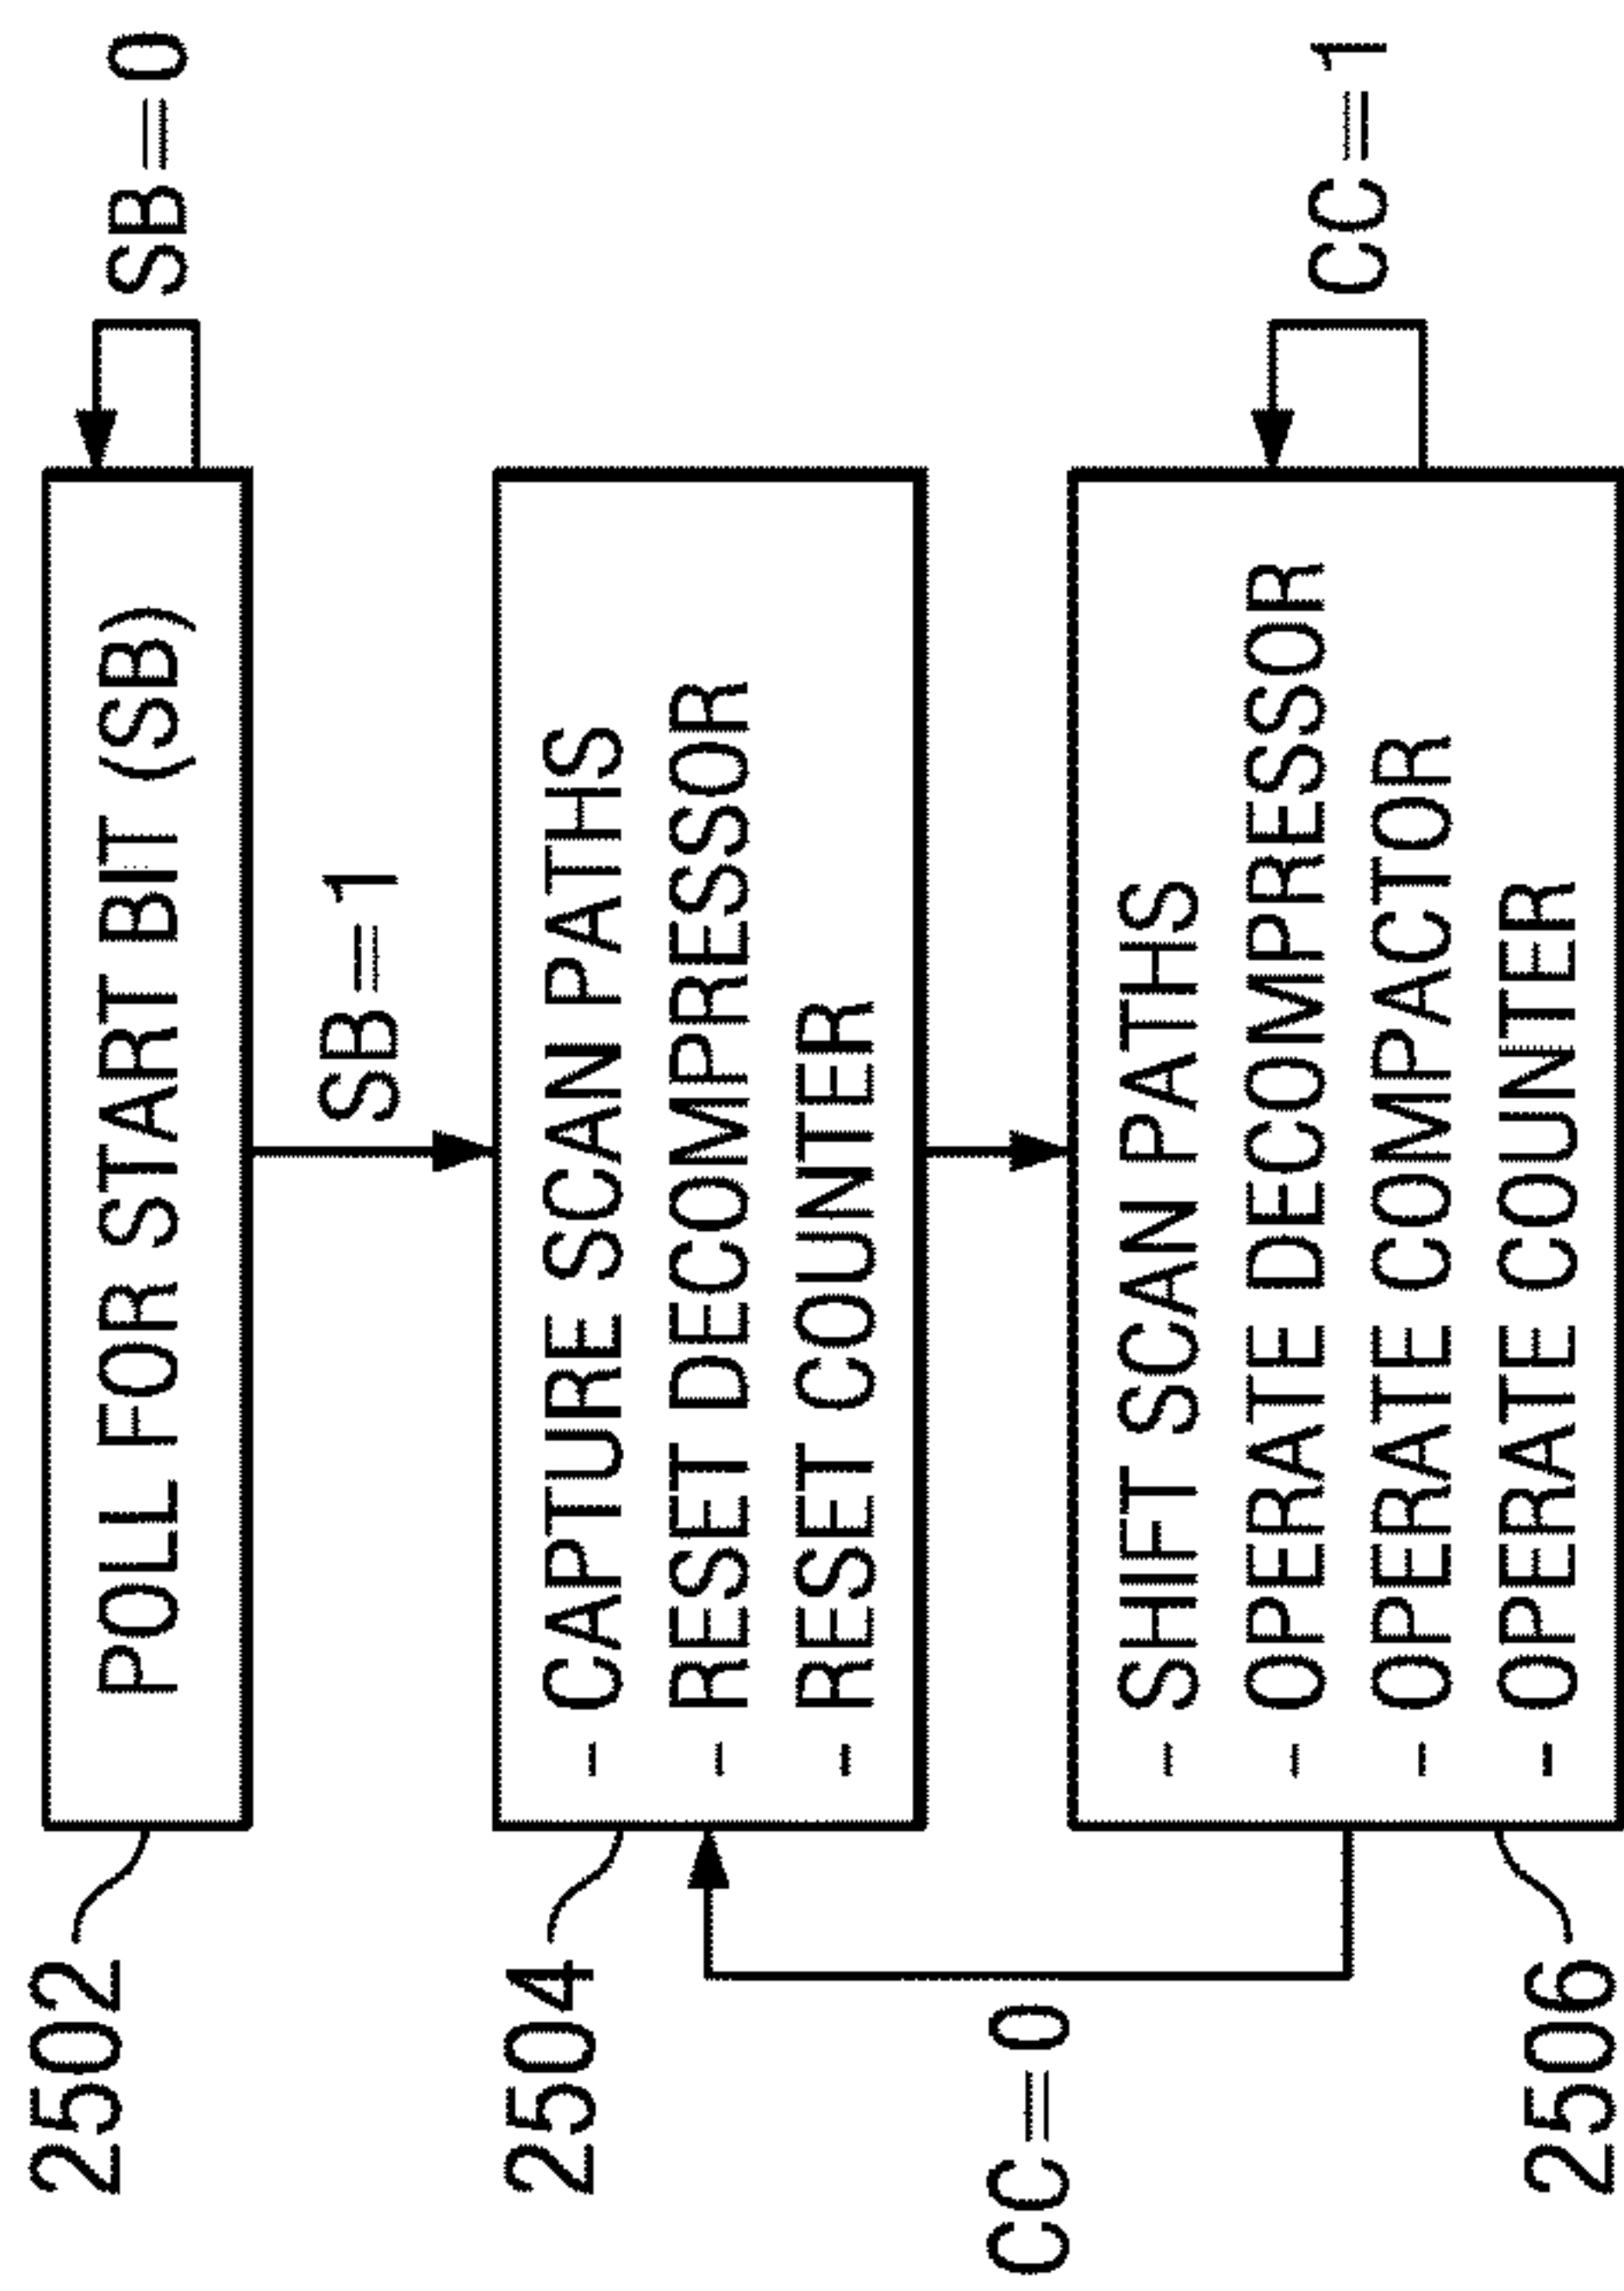 2502
POLL FOR START BIT (SB)
SB=0
SB=1
2504
- CAPTURE SCAN PATHS
- RESET DECOMPRESSOR
- RESET COUNTER
CC=0
- SHIFT SCAN PATHS
- OPERATE DECOMPRESSOR
- OPERATE COMPACTOR
- OPERATE COUNTER
CC=1
2506